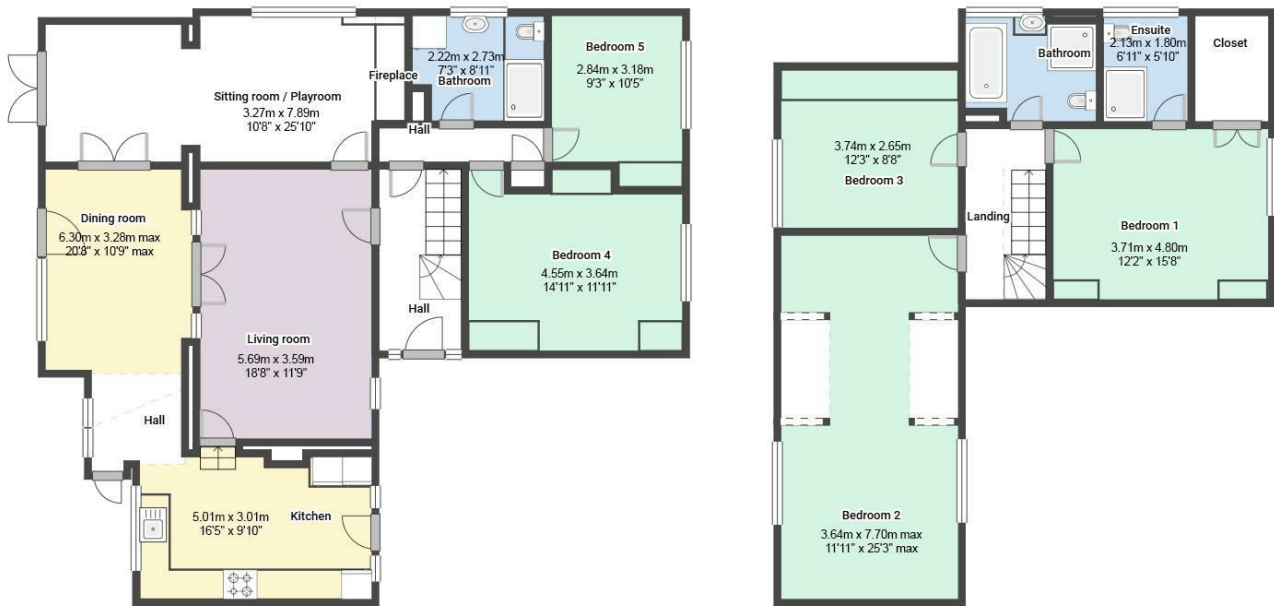 Sitting room / Playroom
3.27m x 7.89m
10'8" x 25'10"
Fireplace
2.22m x 2.73m
7'3" x 8'11"
Bathroom
Bedroom 5
2.84m x 3.18m
9'3" x 10'5"
Hall
Dining room
6.30m x 3.28m max
20'8" x 10'9" max
Living room
5.69m x 3.59m
18'8" x 11'9"
Hall
Bedroom 4
4.55m x 3.64m
14'11" x 11'11"
Hall
5.01m x 3.01m
16'5" x 9'10"
Kitchen
Bathroom
Ensuite
2.13m x 1.80m
6'11" x 5'10"
Closet
3.74m x 2.65m
12'3" x 8'8"
Bedroom 3
Landing
Bedroom 1
3.71m x 4.80m
12'2" x 15'8"
Bedroom 2
3.64m x 7.70m max
11'11" x 25'3" max